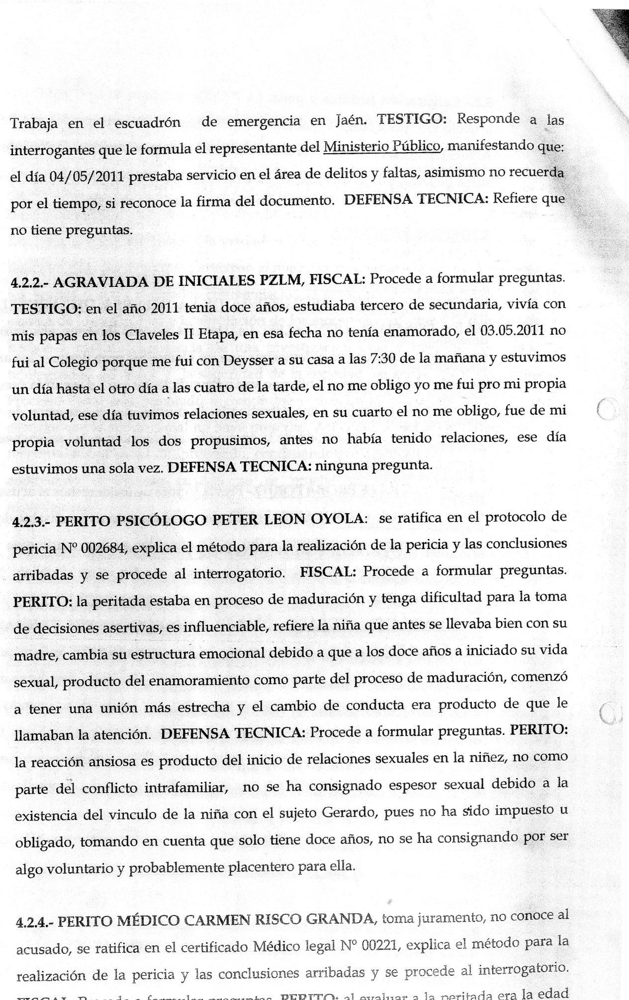 Trabaja en el escuadrón de emergencia en Jaén. TESTIGO: Responde a las
interrogantes que le formula el representante del Ministerio Público, manifestando que:
el día 04/05/2011 prestaba servicio en el área de delitos y faltas, asimismo no recuerda
por el tiempo, si reconoce la firma del documento. DEFENSA TECNICA: Refiere que
no tiene preguntas.
4.2.2.- AGRAVIADA DE INICIALES PZLM, FISCAL: Procede a formular preguntas.
TESTIGO: en el año 2011 tenia doce años, estudiaba tercero de secundaria, vivía con
mis papas en los Claveles II Etapa, en esa fecha no tenía enamorado, el 03.05.2011 no
fui al Colegio porque me fui con Deysser a su casa a las 7:30 de la mañana y estuvimos
un día hasta el otro día a las cuatro de la tarde, el no me obligo yo me fui pro mi propia
voluntad, ese día tuvimos relaciones sexuales, en su cuarto el no me obligo, fue de mi
propia voluntad los dos propusimos, antes no había tenido relaciones, ese día
estuvimos una sola vez. DEFENSA TECNICA: ninguna pregunta.
4.2.3.- PERITO PSICÓLOGO PETER LEON OYOLA: se ratifica en el protocolo de
pericia Nº 002684, explica el método para la realización de la pericia y las conclusiones
arribadas y se procede al interrogatorio. FISCAL: Procede a formular preguntas.
PERITO: la peritada estaba en proceso de maduración y tenga dificultad para la toma
de decisiones asertivas, es influenciable, refiere la niña que antes se llevaba bien con su
madre, cambia su estructura emocional debido a que a los doce años a iniciado su vida
sexual, producto del enamoramiento como parte del proceso de maduración, comenzó
a tener una unión más estrecha y el cambio de conducta era producto de que le
llamaban la atención. DEFENSA TECNICA: Procede a formular preguntas. PERITO:
la reacción ansiosa es producto del inicio de relaciones sexuales en la niñez, no como
parte del conflicto intrafamiliar, no se ha consignado espesor sexual debido a la
existencia del vinculo de la niña con el sujeto Gerardo, pues no ha sido impuesto u
obligado, tomando en cuenta que solo tiene doce años, no se ha consignando por ser
algo voluntario y probablemente placentero para ella.
4.2.4.- PERITO MÉDICO CARMEN RISCO GRANDA, toma juramento, no conoce al
acusado, se ratifica en el certificado Médico legal Nº 00221, explica el método para la
realización de la pericia y las conclusiones arribadas y se procede al interrogatorio.
FISCAL: Procede a formular preguntas. PERITO: al evaluar a la peritada era la edad